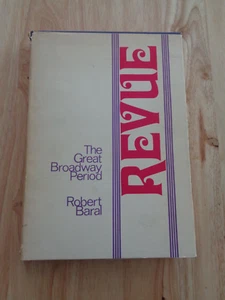 REVUE
The
Great
Broadway
Period
Robert
Baral